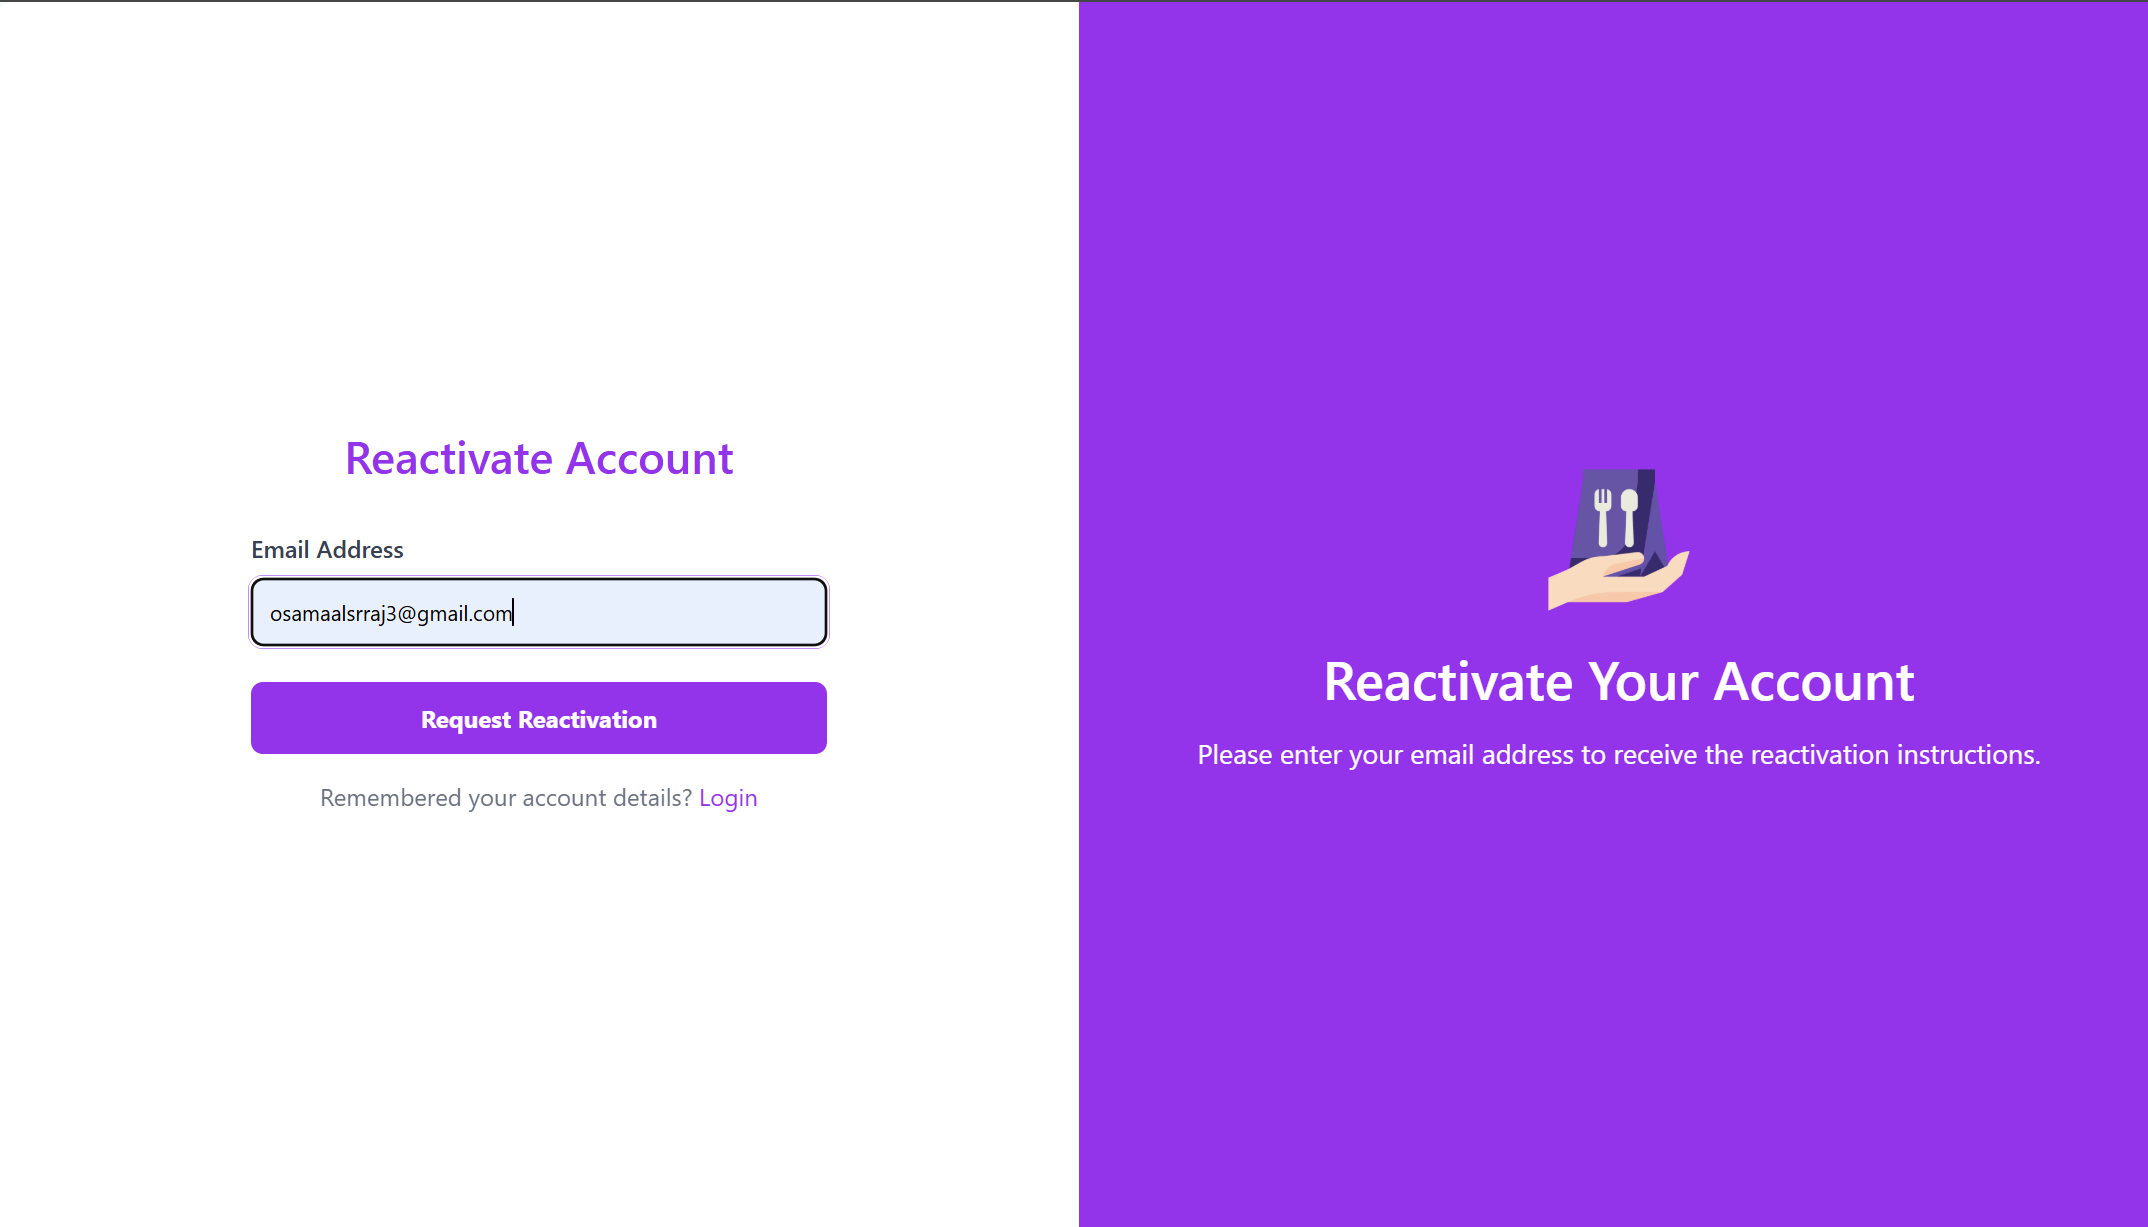 Reactivate Account
Email Address
osamaalsrraj3@gmail.com
Request Reactivation
Remembered your account details? Login
Reactivate Your Account
Please enter your email address to receive the reactivation instructions.